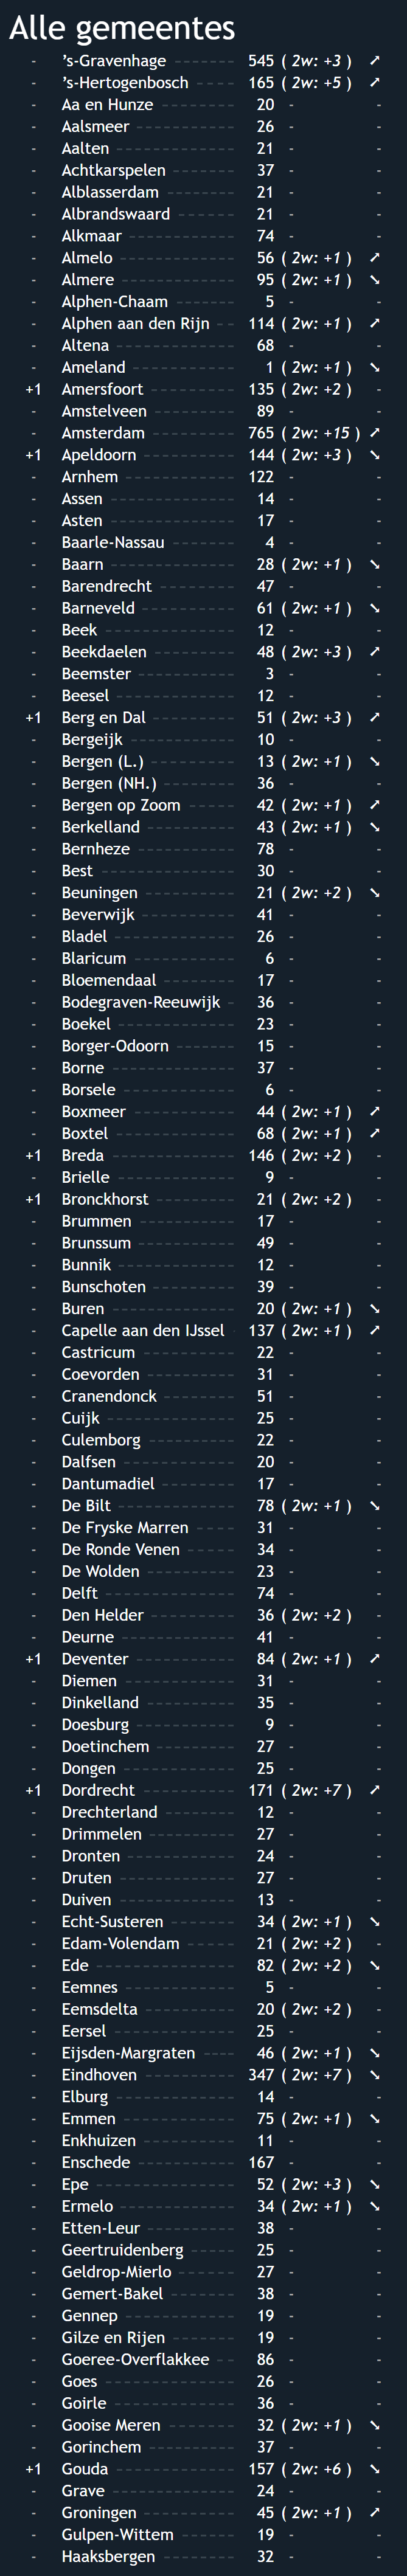 Alle gemeentes
- ’s-Gravenhage 545 ( 2w: +3 ) ➚
- ’s-Hertogenbosch 165 ( 2w: +5 ) ➚
- Aa en Hunze 20 - -
- Aalsmeer 26 - -
- Aalten 21 - -
- Achtkarspelen 37 - -
- Alblasserdam 21 - -
- Albrandswaard 21 - -
- Alkmaar 74 - -
- Almelo 56 ( 2w: +1 ) ➚
- Almere 95 ( 2w: +1 ) ➘
- Alphen-Chaam 5 - -
- Alphen aan den Rijn 114 ( 2w: +1 ) ➚
- Altena 68 - -
- Ameland 1 ( 2w: +1 ) ➘
+1 Amersfoort 135 ( 2w: +2 ) -
- Amstelveen 89 - -
- Amsterdam 765 ( 2w: +15 ) ➚
+1 Apeldoorn 144 ( 2w: +3 ) ➘
- Arnhem 122 - -
- Assen 14 - -
- Asten 17 - -
- Baarle-Nassau 4 - -
- Baarn 28 ( 2w: +1 ) ➘
- Barendrecht 47 - -
- Barneveld 61 ( 2w: +1 ) ➘
- Beek 12 - -
- Beekdaelen 48 ( 2w: +3 ) ➚
- Beemster 3 - -
- Beesel 12 - -
+1 Berg en Dal 51 ( 2w: +3 ) ➚
- Bergeijk 10 - -
- Bergen (L.) 13 ( 2w: +1 ) ➘
- Bergen (NH.) 36 - -
- Bergen op Zoom 42 ( 2w: +1 ) ➚
- Berkelland 43 ( 2w: +1 ) ➘
- Bernheze 78 - -
- Best 30 - -
- Beuningen 21 ( 2w: +2 ) ➘
- Beverwijk 41 - -
- Bladel 26 - -
- Blaricum 6 - -
- Bloemendaal 17 - -
- Bodegraven-Reeuwijk 36 - -
- Boekel 23 - -
- Borger-Odoorn 15 - -
- Borne 37 - -
- Borsele 6 - -
- Boxmeer 44 ( 2w: +1 ) ➚
- Boxtel 68 ( 2w: +1 ) ➚
+1 Breda 146 ( 2w: +2 ) -
- Brielle 9 - -
+1 Bronckhorst 21 ( 2w: +2 ) -
- Brummen 17 - -
- Brunssum 49 - -
- Bunnik 12 - -
- Bunschoten 39 - -
- Buren 20 ( 2w: +1 ) ➘
- Capelle aan den IJssel 137 ( 2w: +1 ) ➚
- Castricum 22 - -
- Coevorden 31 - -
- Cranendonck 51 - -
- Cuijk 25 - -
- Culemborg 22 - -
- Dalfsen 20 - -
- Dantumadiel 17 - -
- De Bilt 78 ( 2w: +1 ) ➘
- De Fryske Marren 31 - -
- De Ronde Venen 34 - -
- De Wolden 23 - -
- Delft 74 - -
- Den Helder 36 ( 2w: +2 ) -
- Deurne 41 - -
+1 Deventer 84 ( 2w: +1 ) ➚
- Diemen 31 - -
- Dinkelland 35 - -
- Doesburg 9 - -
- Doetinchem 27 - -
- Dongen 25 - -
+1 Dordrecht 171 ( 2w: +7 ) ➚
- Drechterland 12 - -
- Drimmelen 27 - -
- Dronten 24 - -
- Druten 27 - -
- Duiven 13 - -
- Echt-Susteren 34 ( 2w: +1 ) ➘
- Edam-Volendam 21 ( 2w: +2 ) -
- Ede 82 ( 2w: +2 ) ➘
- Eemnes 5 - -
- Eemsdelta 20 ( 2w: +2 ) -
- Eersel 25 - -
- Eijsden-Margraten 46 ( 2w: +1 ) ➘
- Eindhoven 347 ( 2w: +7 ) ➘
- Elburg 14 - -
- Emmen 75 ( 2w: +1 ) ➘
- Enkhuizen 11 - -
- Enschede 167 - -
- Epe 52 ( 2w: +3 ) ➘
- Ermelo 34 ( 2w: +1 ) ➘
- Etten-Leur 38 - -
- Geertruidenberg 25 - -
- Geldrop-Mierlo 27 - -
- Gemert-Bakel 38 - -
- Gennep 19 - -
- Gilze en Rijen 19 - -
- Goeree-Overflakkee 86 - -
- Goes 26 - -
- Goirle 36 - -
- Gooise Meren 32 ( 2w: +1 ) ➘
- Gorinchem 37 - -
+1 Gouda 157 ( 2w: +6 ) ➘
- Grave 24 - -
- Groningen 45 ( 2w: +1 ) ➚
- Gulpen-Wittem 19 - -
- Haaksbergen 32 - -